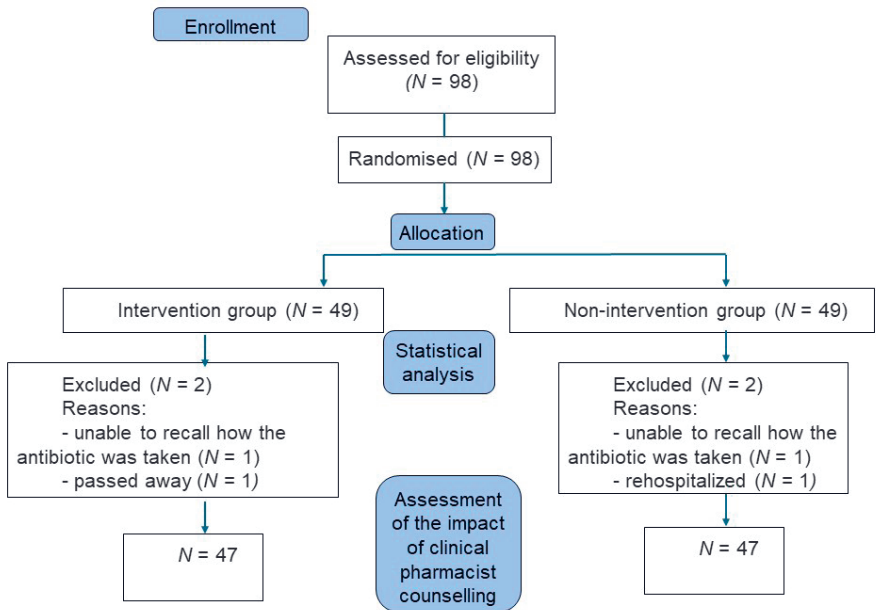 Enrollment
Assessed for eligibility
(N = 98)
Randomised (N = 98)
Allocation
Intervention group (N = 49)
Non-intervention group (N = 49)
Statistical
analysis
Excluded (N = 2)
Reasons:
- unable to recall how the
antibiotic was taken (N = 1)
- passed away (N = 1)
Excluded (N = 2)
Reasons:
- unable to recall how the
antibiotic was taken (N = 1)
- rehospitalized (N = 1)
Assessment
of the impact
of clinical
pharmacist
counselling
N = 47
N = 47